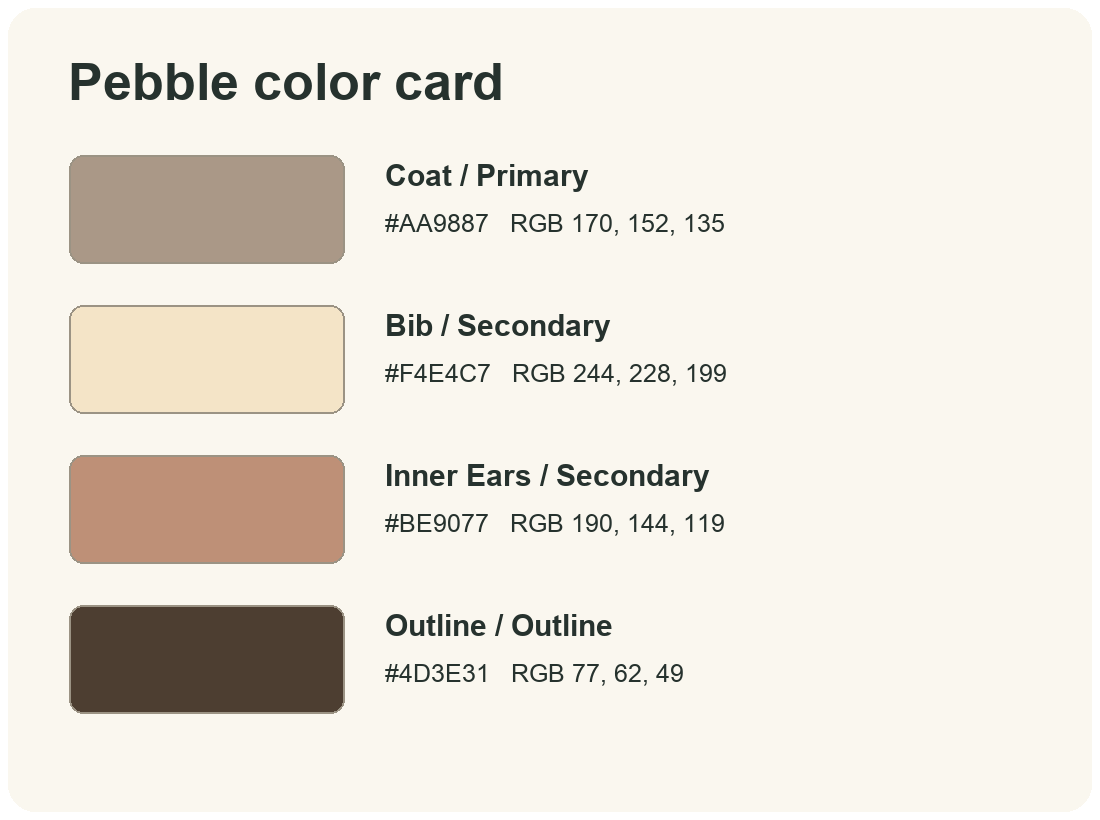 Pebble color card
Coat / Primary
#AA9887 RGB 170, 152, 135
Bib / Secondary
#F4E4C7 RGB 244, 228, 199
Inner Ears / Secondary
#BE9077 RGB 190, 144, 119
Outline / Outline
#4D3E31 RGB 77, 62, 49